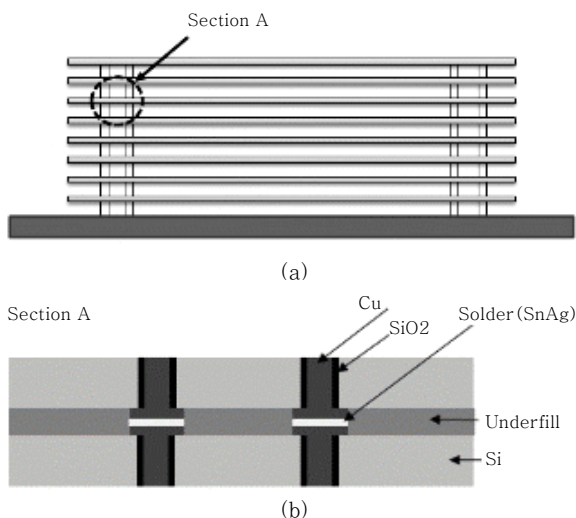 Section A
(a)
Section A
Cu
SiO2
Solder(SnAg)
Underfill
Si
(b)